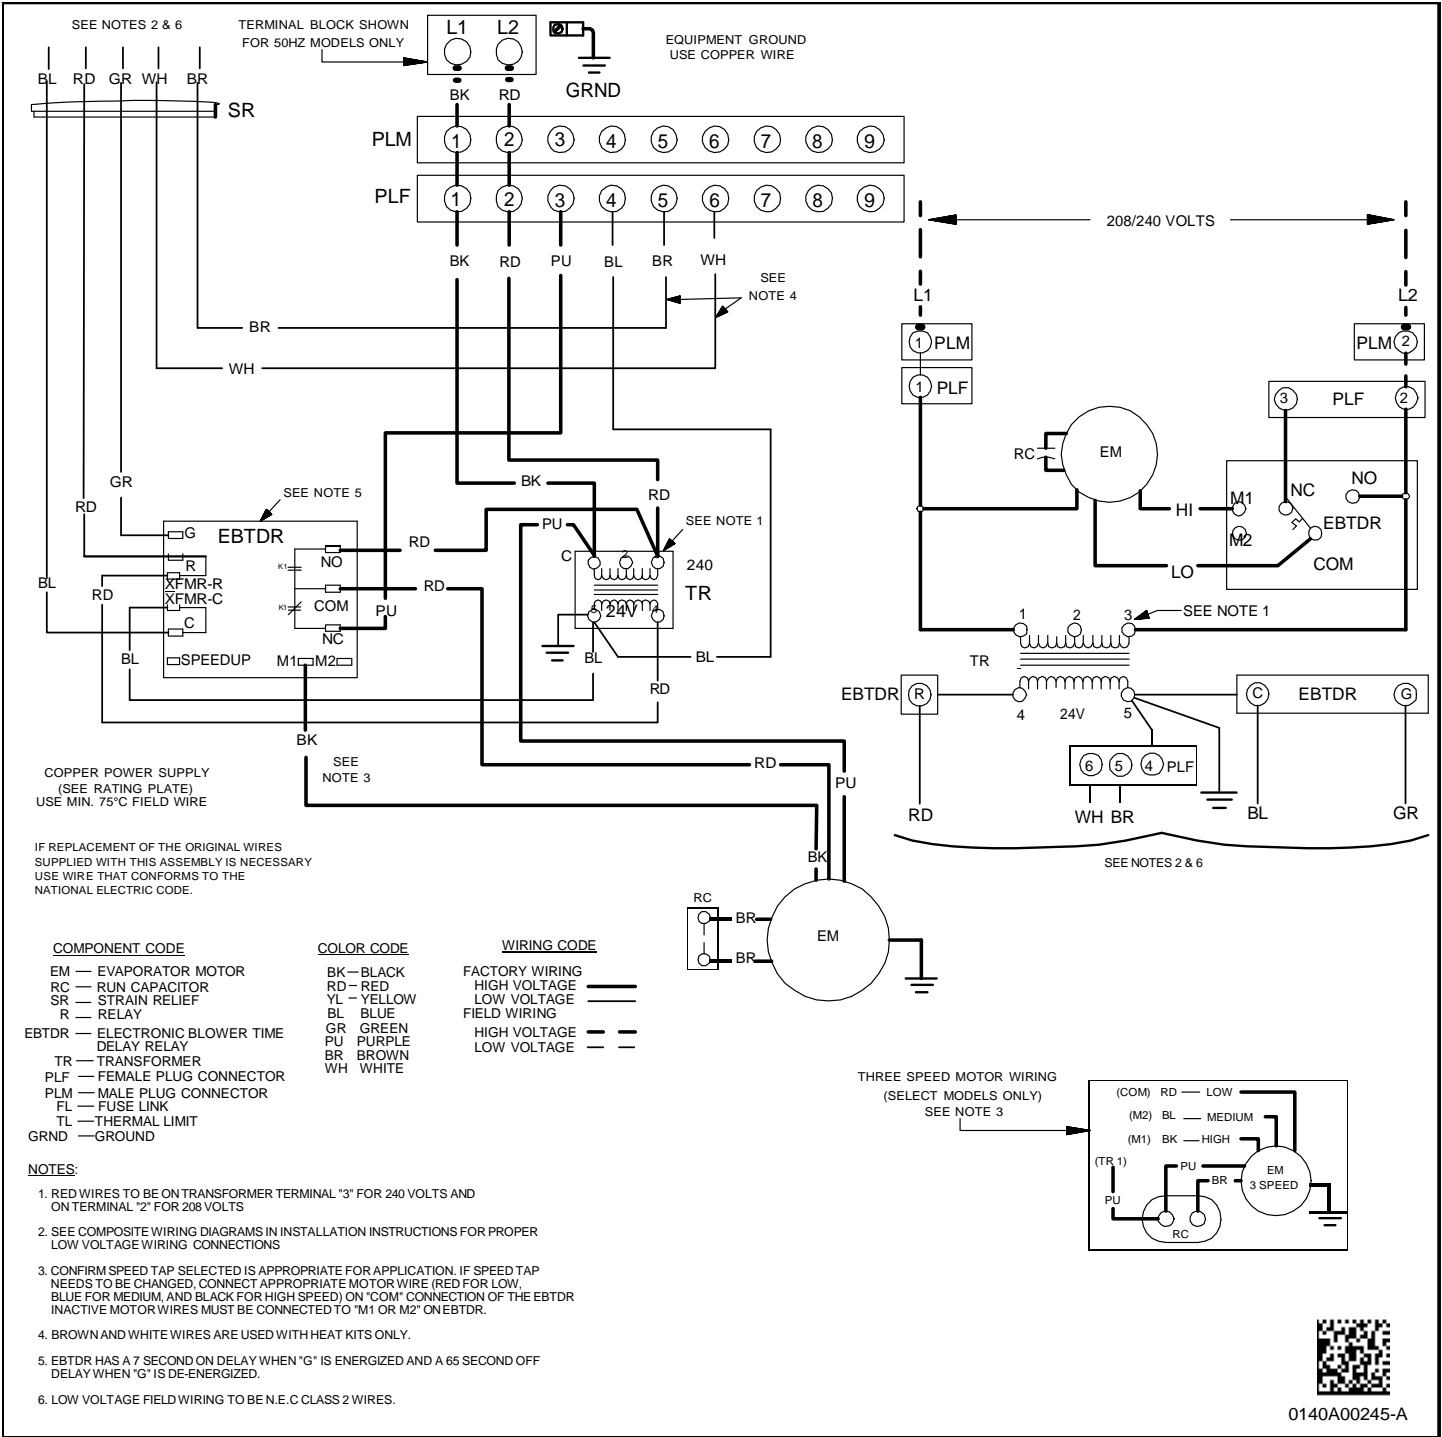 SEE NOTES 2 & 6
BL RD GR WH BR
SR
TERMINAL BLOCK SHOWN
FOR 50HZ MODELS ONLY
L1 L2
BK RD
GRND
EQUIPMENT GROUND
USE COPPER WIRE
PLM 1 2 3 4 5 6 7 8 9
PLF 1 2 3 4 5 6 7 8 9
BK RD PU BL BR WH
SEE
NOTE 4
BR
WH
GR
RD
SEE NOTE 5
BK
RD
PU
SEE NOTE 1
EBTDR
G
R
XFMR-R
XFMR-C
C
SPEEDUP
M1 M2
K1
K1
NO
COM
NC
RD
RD
PU
BL
RD
BL
C 2 3 240
TR
5 24V 4
BL
BL
RD
BK
SEE
NOTE 3
RD
PU
BK
COPPER POWER SUPPLY
(SEE RATING PLATE)
USE MIN. 75°C FIELD WIRE
IF REPLACEMENT OF THE ORIGINAL WIRES
SUPPLIED WITH THIS ASSEMBLY IS NECESSARY
USE WIRE THAT CONFORMS TO THE
NATIONAL ELECTRIC CODE.
RC
BR
BR
EM
208/240 VOLTS
L1
L2
1 PLM
PLM 2
1 PLF
3 PLF 2
RC
EM
HI
LO
M1
M2
NC
NO
EBTDR
COM
1 2 3
SEE NOTE 1
TR
4 24V 5
EBTDR R
C EBTDR G
6 5 4 PLF
RD
WH BR
BL
GR
SEE NOTES 2 & 6
COMPONENT CODE
EM — EVAPORATOR MOTOR
RC — RUN CAPACITOR
SR — STRAIN RELIEF
R — RELAY
EBTDR — ELECTRONIC BLOWER TIME
DELAY RELAY
TR — TRANSFORMER
PLF — FEMALE PLUG CONNECTOR
PLM — MALE PLUG CONNECTOR
FL — FUSE LINK
TL — THERMAL LIMIT
GRND — GROUND
COLOR CODE
BK — BLACK
RD – RED
YL – YELLOW
BL BLUE
GR GREEN
PU PURPLE
BR BROWN
WH WHITE
WIRING CODE
FACTORY WIRING
HIGH VOLTAGE
LOW VOLTAGE
FIELD WIRING
HIGH VOLTAGE
LOW VOLTAGE
THREE SPEED MOTOR WIRING
(SELECT MODELS ONLY)
SEE NOTE 3
(COM) RD — LOW
(M2) BL — MEDIUM
(M1) BK — HIGH
(TR 1)
PU
BR
PU
RC
EM
3 SPEED
NOTES:
1. RED WIRES TO BE ON TRANSFORMER TERMINAL "3" FOR 240 VOLTS AND
ON TERMINAL "2" FOR 208 VOLTS
2. SEE COMPOSITE WIRING DIAGRAMS IN INSTALLATION INSTRUCTIONS FOR PROPER
LOW VOLTAGE WIRING CONNECTIONS
3. CONFIRM SPEED TAP SELECTED IS APPROPRIATE FOR APPLICATION. IF SPEED TAP
NEEDS TO BE CHANGED, CONNECT APPROPRIATE MOTOR WIRE (RED FOR LOW,
BLUE FOR MEDIUM, AND BLACK FOR HIGH SPEED) ON "COM" CONNECTION OF THE EBTDR
INACTIVE MOTOR WIRES MUST BE CONNECTED TO "M1 OR M2" ON EBTDR.
4. BROWN AND WHITE WIRES ARE USED WITH HEAT KITS ONLY.
5. EBTDR HAS A 7 SECOND ON DELAY WHEN "G" IS ENERGIZED AND A 65 SECOND OFF
DELAY WHEN "G" IS DE-ENERGIZED.
6. LOW VOLTAGE FIELD WIRING TO BE N.E.C CLASS 2 WIRES.
0140A00245-A